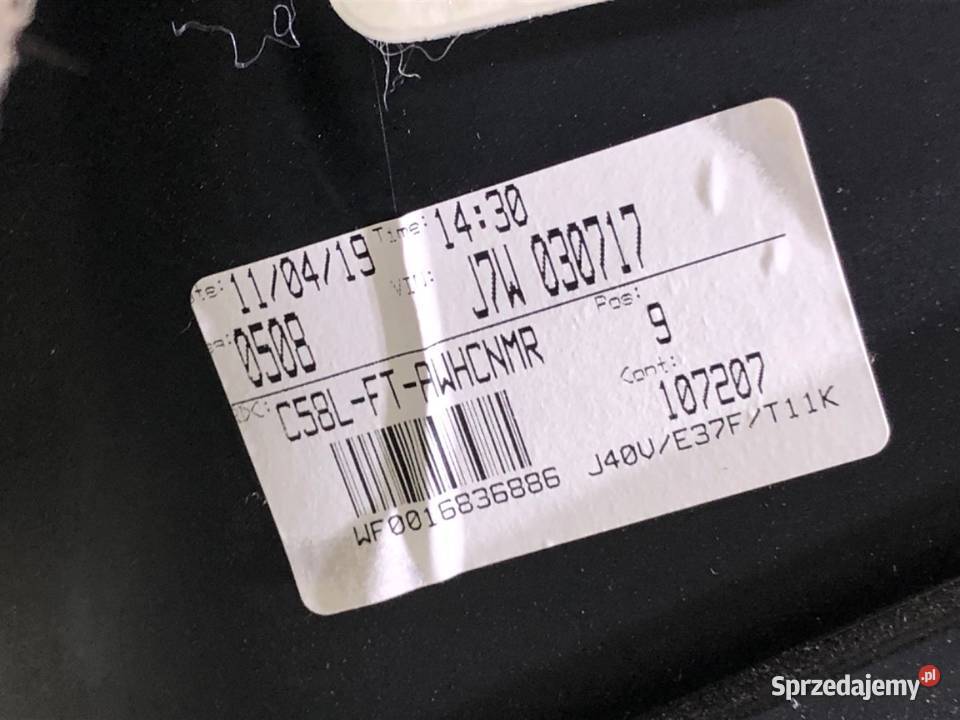 11/04/19 Time: 14:30
0508 VIN: J7W 030717
C58L-FT-AWHCNMR Pos: 9
Cont: 107207
WF0016836886 J40V/E37F/T11K
Sprzedajemy.pl